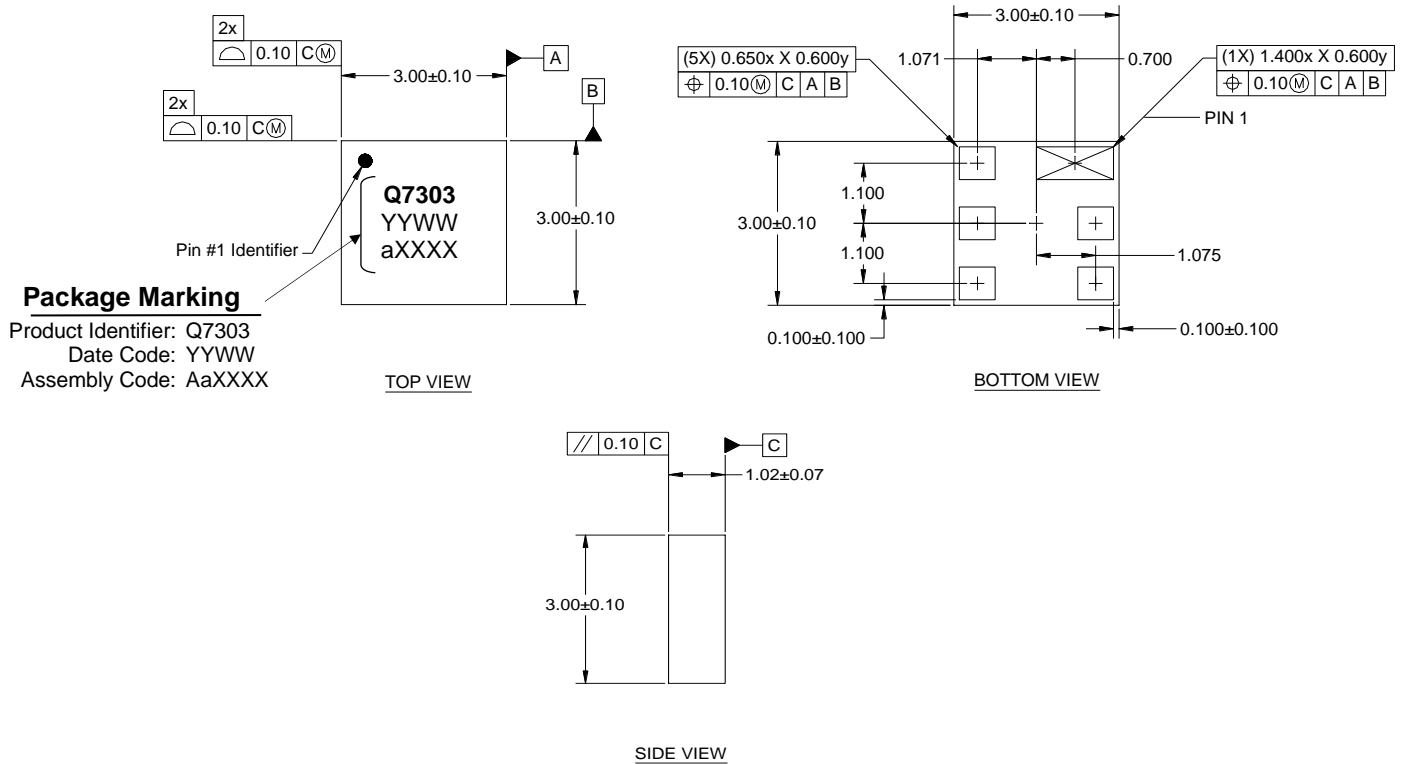 2x
⌓ 0.10 CⓂ
3.00±0.10
A
2x
⌓ 0.10 CⓂ
B
Q7303
YYWW
aXXXX
3.00±0.10
Pin #1 Identifier
Package Marking
Product Identifier: Q7303
Date Code: YYWW
Assembly Code: AaXXXX
TOP VIEW
3.00±0.10
(5X) 0.650x X 0.600y
⌖ 0.10Ⓜ C A B
1.071
0.700
(1X) 1.400x X 0.600y
⌖ 0.10Ⓜ C A B
PIN 1
1.100
3.00±0.10
1.100
1.075
0.100±0.100
0.100±0.100
BOTTOM VIEW
// 0.10 C
C
1.02±0.07
3.00±0.10
SIDE VIEW